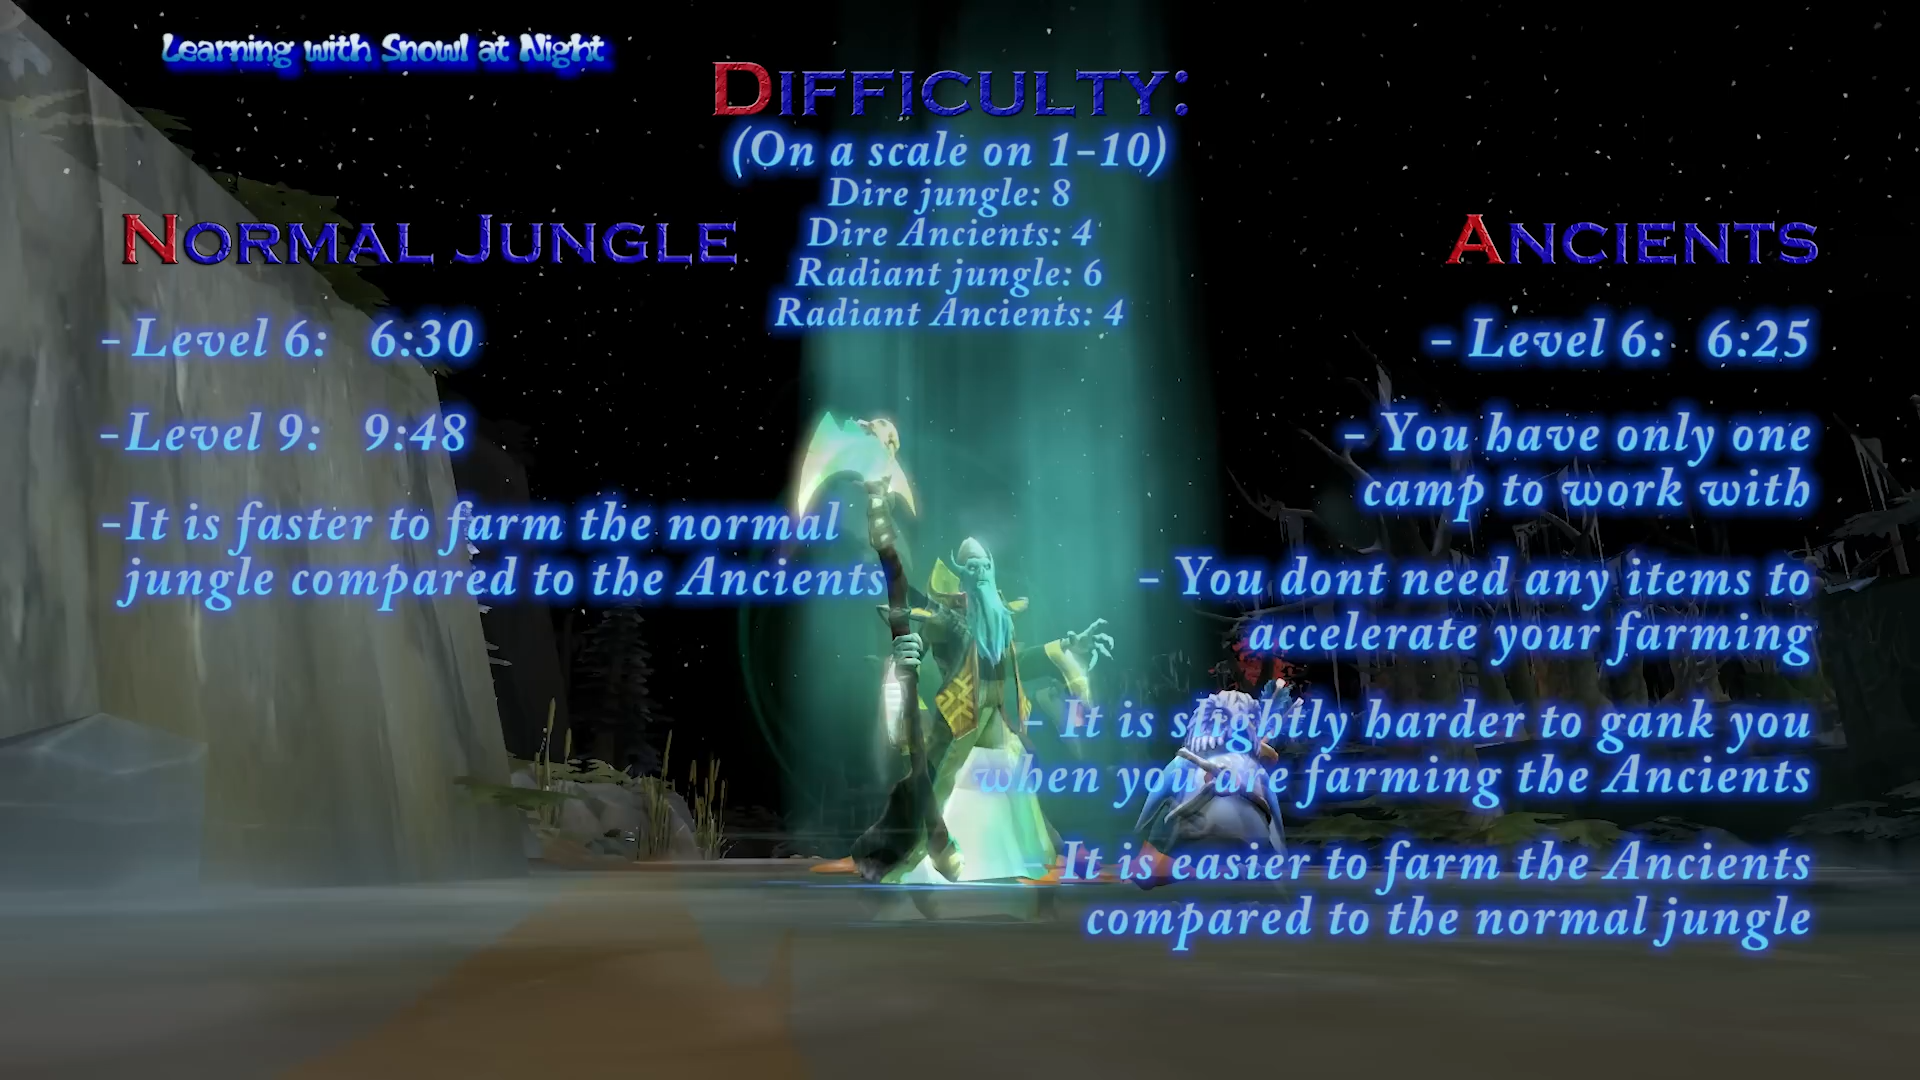 Learning with Snowl at Night
DIFFICULTY:
(On a scale on 1-10)
Dire jungle: 8
Dire Ancients: 4
Radiant jungle: 6
Radiant Ancients: 4
NORMAL JUNGLE
- Level 6: 6:30
-Level 9: 9:48
-It is faster to farm the normal
jungle compared to the Ancients
ANCIENTS
- Level 6: 6:25
- You have only one
camp to work with
- You dont need any items to
accelerate your farming
- It is slightly harder to gank you
when you are farming the Ancients
- It is easier to farm the Ancients
compared to the normal jungle